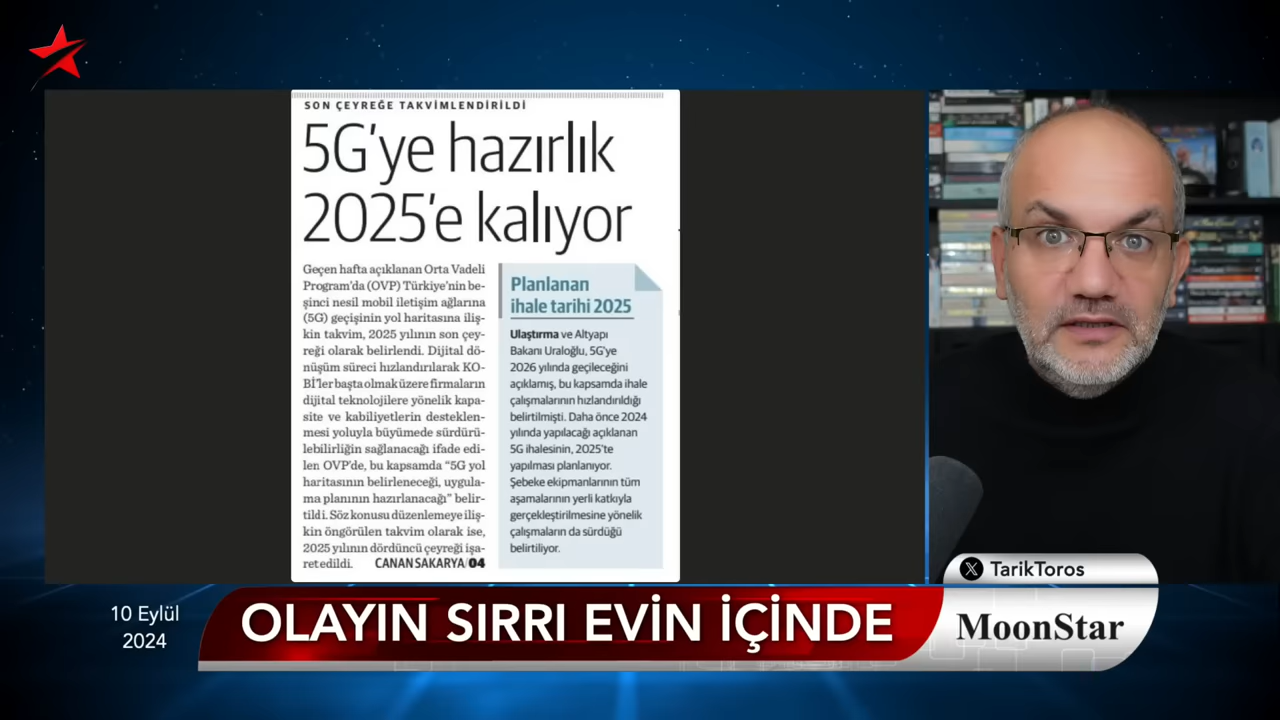 SON ÇEYREĞE TAKVİMLENDİRİLDİ
5G'ye hazırlık
2025'e kalıyor
Geçen hafta açıklanan Orta Vadeli
Program'da (OVP) Türkiye'nin be-
şinci nesil mobil iletişim ağlarına
(5G) geçişinin yol haritasına iliş-
kin takvim, 2025 yılının son çey-
reği olarak belirlendi. Dijital dö-
nüşüm süreci hızlandırılarak KO-
Bİ'ler başta olmak üzere firmaların
dijital teknolojilere yönelik kapa-
site ve kabiliyetlerin desteklen-
mesi yoluyla büyümede sürdürü-
lebilirliğin sağlanacağı ifade edi-
len OVP'de, bu kapsamda “5G yol
haritasının belirleneceği, uygula-
ma planının hazırlanacağı” belir-
tildi. Söz konusu düzenlemeye iliş-
kin öngörülen takvim olarak ise,
2025 yılının dördüncü çeyreği işa-
ret edildi. CANAN SAKARYA/04
Planlanan
ihale tarihi 2025
Ulaştırma ve Altyapı
Bakanı Uraloğlu, 5G'ye
2026 yılında geçileceğini
açıklamış, bu kapsamda ihale
çalışmalarının hızlandırıldığı
belirtilmişti. Daha önce 2024
yılında yapılacağı açıklanan
5G ihalesinin, 2025'te
yapılması planlanıyor.
Şebeke ekipmanlarının tüm
aşamalarının yerli katkıyla
gerçekleştirilmesine yönelik
çalışmaların da sürdüğü
belirtiliyor.
X TarikToros
MoonStar
10 Eylül
2024
OLAYIN SIRRI EVİN İÇİNDE